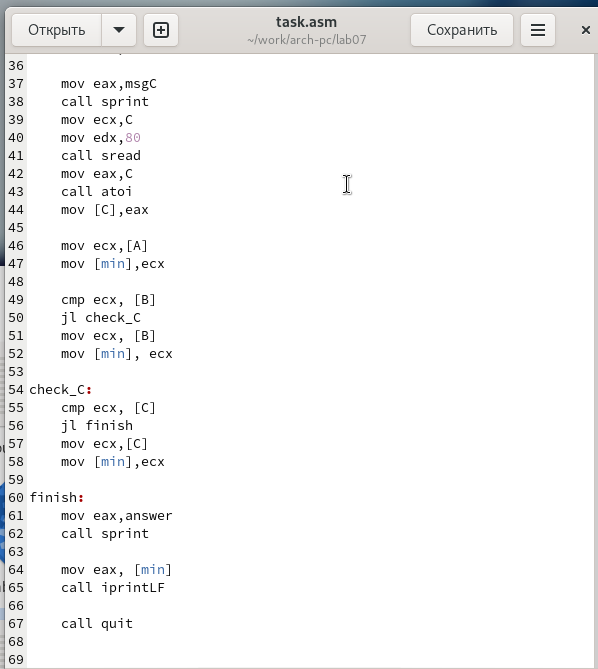 Открыть
task.asm
~/work/arch-pc/lab07
Сохранить
36
37 mov eax,msgC
38 call sprint
39 mov ecx,C
40 mov edx,80
41 call sread
42 mov eax,C
43 call atoi
44 mov [C],eax
45
46 mov ecx,[A]
47 mov [min],ecx
48
49 cmp ecx, [B]
50 jl check_C
51 mov ecx, [B]
52 mov [min], ecx
53
54 check_C:
55 cmp ecx, [C]
56 jl finish
57 mov ecx,[C]
58 mov [min],ecx
59
60 finish:
61 mov eax,answer
62 call sprint
63
64 mov eax, [min]
65 call iprintLF
66
67 call quit
68
69